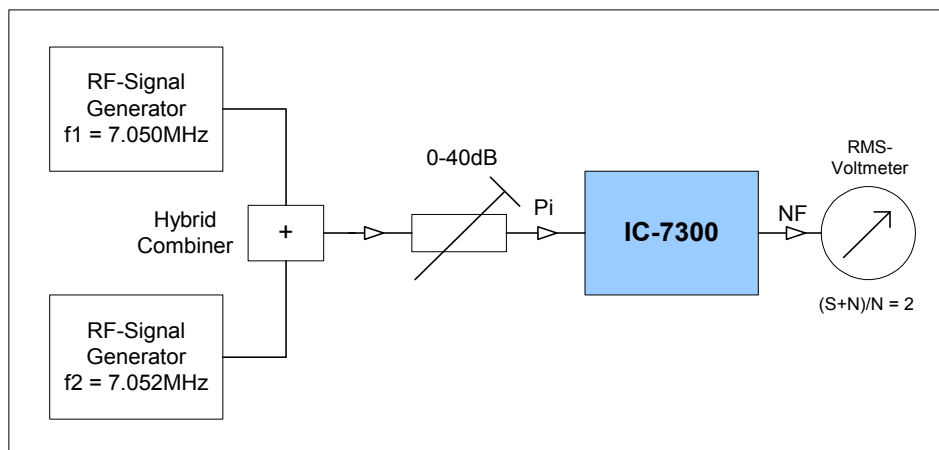 RF-Signal
Generator
f1 = 7.050MHz
0-40dB
RMS-
Voltmeter
Hybrid
Combiner
+
Pi
IC-7300
NF
RF-Signal
Generator
f2 = 7.052MHz
(S+N)/N = 2